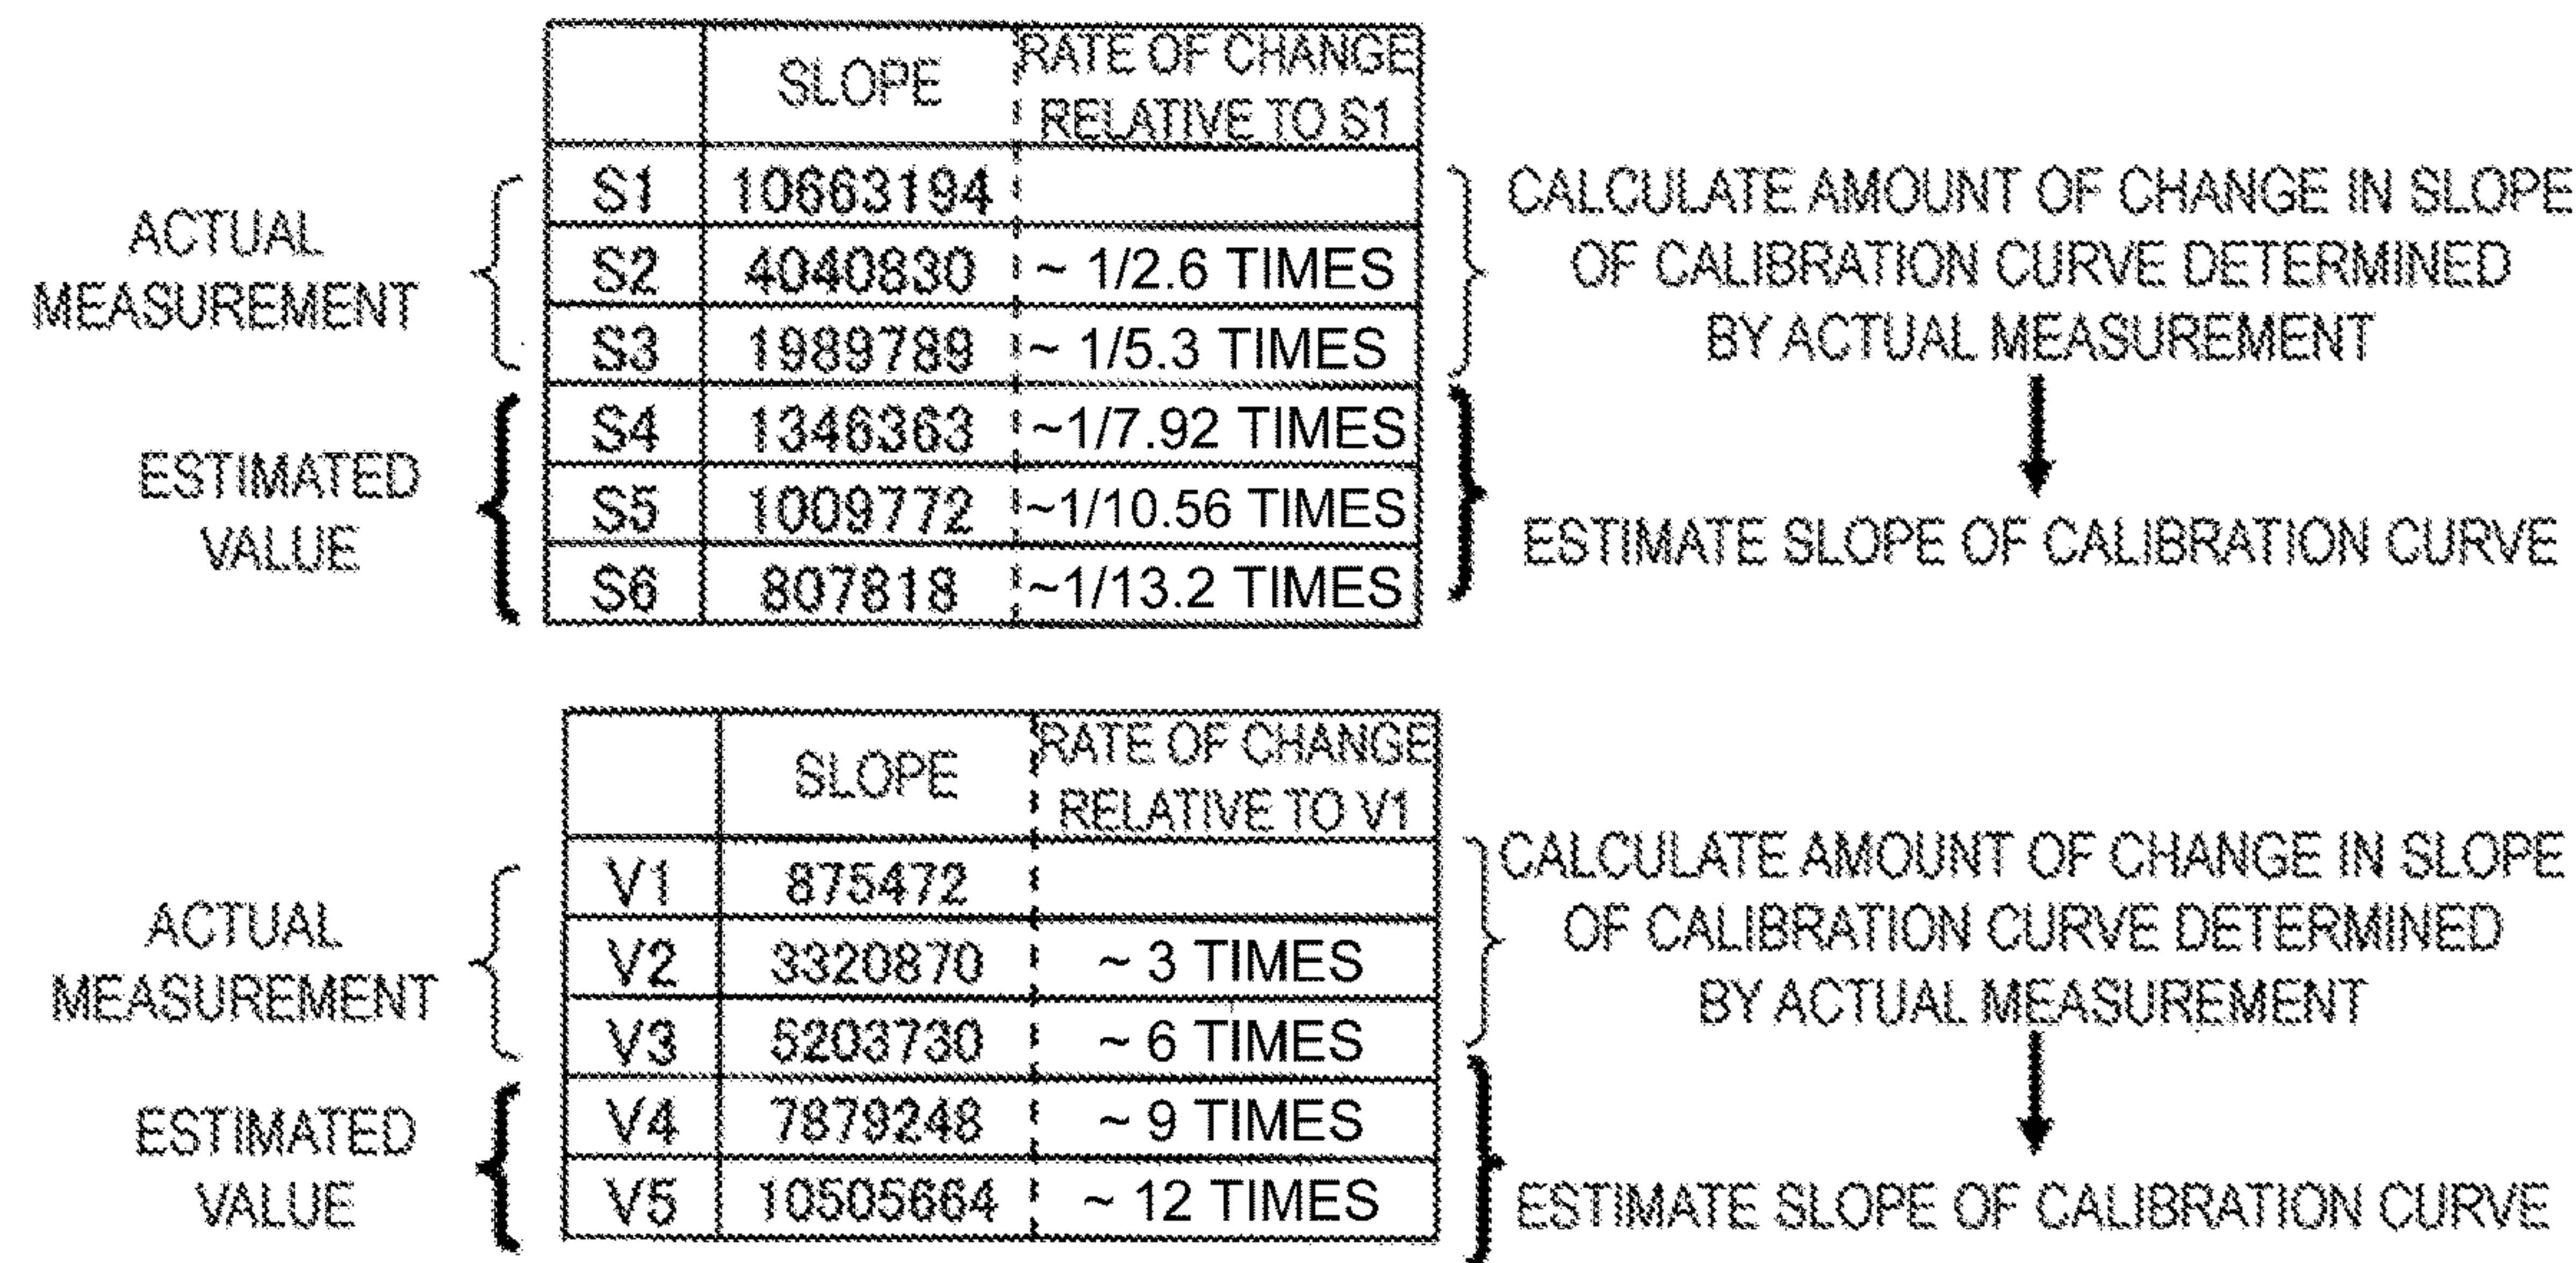 SLOPE
RATE OF CHANGE
RELATIVE TO S1
S1 10663194
S2 4040830 ~ 1/2.6 TIMES
S3 1989789 ~ 1/5.3 TIMES
S4 1346363 ~1/7.92 TIMES
S5 1009772 ~1/10.56 TIMES
S6 807818 ~1/13.2 TIMES
ACTUAL
MEASUREMENT
ESTIMATED
VALUE
CALCULATE AMOUNT OF CHANGE IN SLOPE
OF CALIBRATION CURVE DETERMINED
BY ACTUAL MEASUREMENT
ESTIMATE SLOPE OF CALIBRATION CURVE
SLOPE
RATE OF CHANGE
RELATIVE TO V1
V1 875472
V2 3320870 ~ 3 TIMES
V3 5203730 ~ 6 TIMES
V4 7879248 ~ 9 TIMES
V5 10505664 ~ 12 TIMES
ACTUAL
MEASUREMENT
ESTIMATED
VALUE
CALCULATE AMOUNT OF CHANGE IN SLOPE
OF CALIBRATION CURVE DETERMINED
BY ACTUAL MEASUREMENT
ESTIMATE SLOPE OF CALIBRATION CURVE